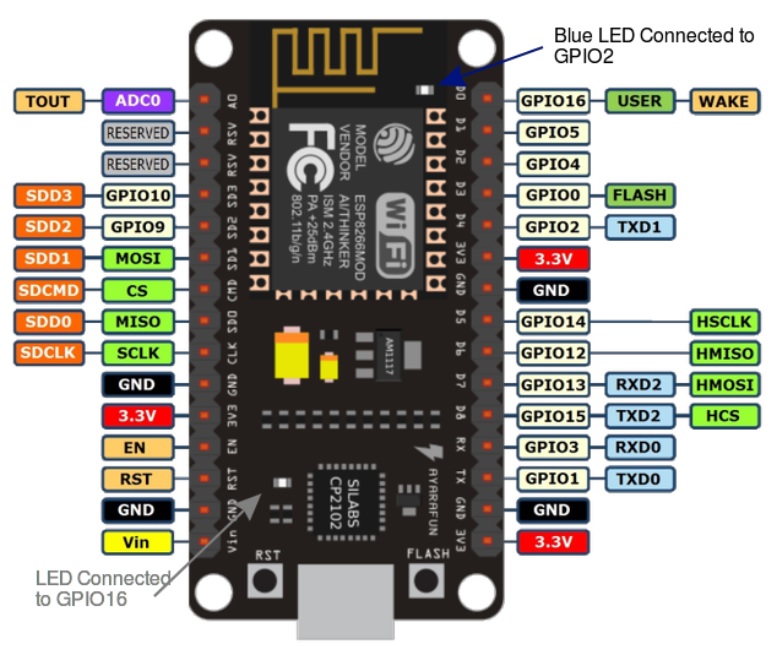 Blue LED Connected to
GPIO2
TOUT ADC0 A0 D0 GPIO16 USER WAKE
RESERVED RSV D1 GPIO5
RESERVED RSV D2 GPIO4
SDD3 GPIO10 SD3 D3 GPIO0 FLASH
SDD2 GPIO9 SD2 D4 GPIO2 TXD1
SDD1 MOSI SD1 3V3 3.3V
SDCMD CS CMD GND GND
SDD0 MISO SD0 D5 GPIO14 HSCLK
SDCLK SCLK CLK D6 GPIO12 HMISO
GND GND D7 GPIO13 RXD2 HMOSI
3.3V 3V3 D8 GPIO15 TXD2 HCS
EN EN RX GPIO3 RXD0
RST RST TX GPIO1 TXD0
GND GND GND GND
Vin Vin 3V3 3.3V
FC
MODEL
VENDOR
ESP8266MOD
AI/THINKER
ISM 2.4GHz
PA +25dBm
802.11b/g/n
Wi Fi
AM1117
SILABS
CP2102
AYARAFUN
RST
FLASH
LED Connected
to GPIO16